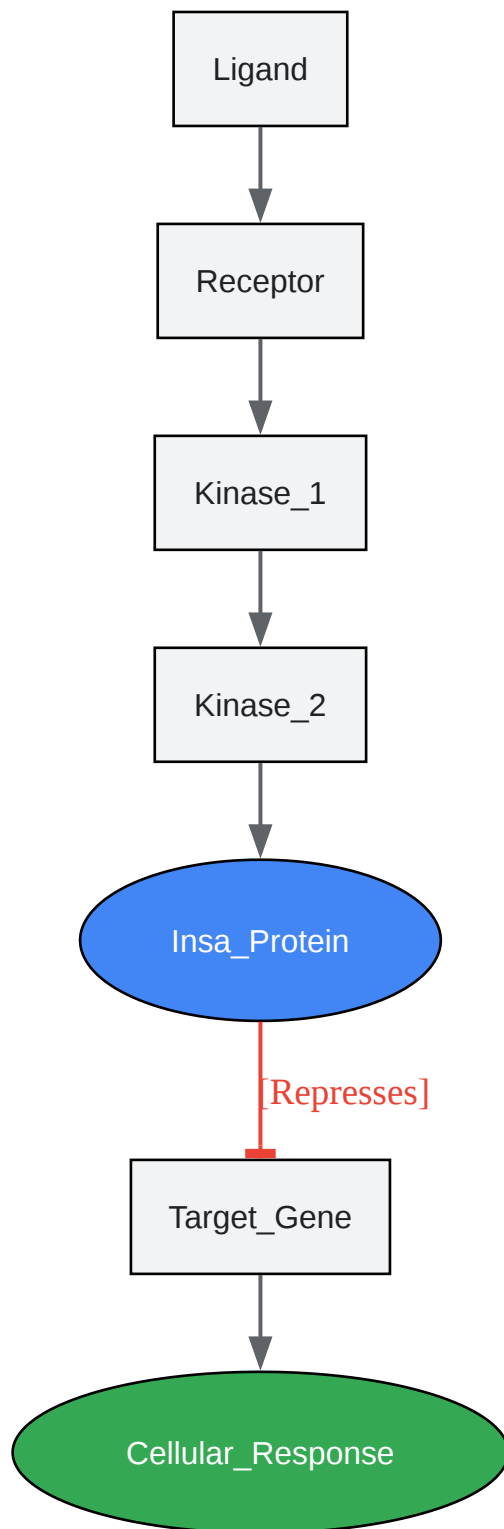 Ligand
Receptor
Kinase_1
Kinase_2
Insa_Protein
[Represses]
Target_Gene
Cellular_Response